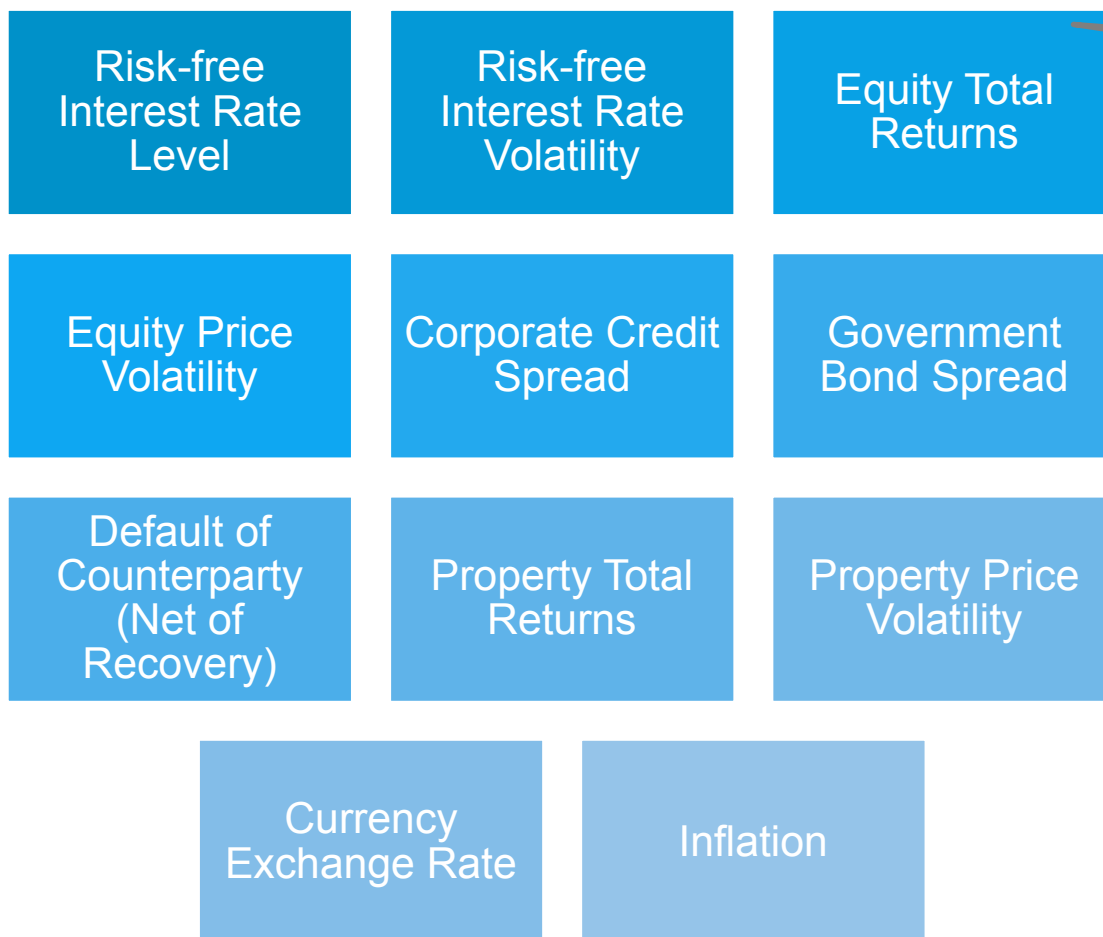 Risk-free
Interest Rate
Level
Risk-free
Interest Rate
Volatility
Equity Total
Returns
Equity Price
Volatility
Corporate Credit
Spread
Government
Bond Spread
Default of
Counterparty
(Net of
Recovery)
Property Total
Returns
Property Price
Volatility
Currency
Exchange Rate
Inflation